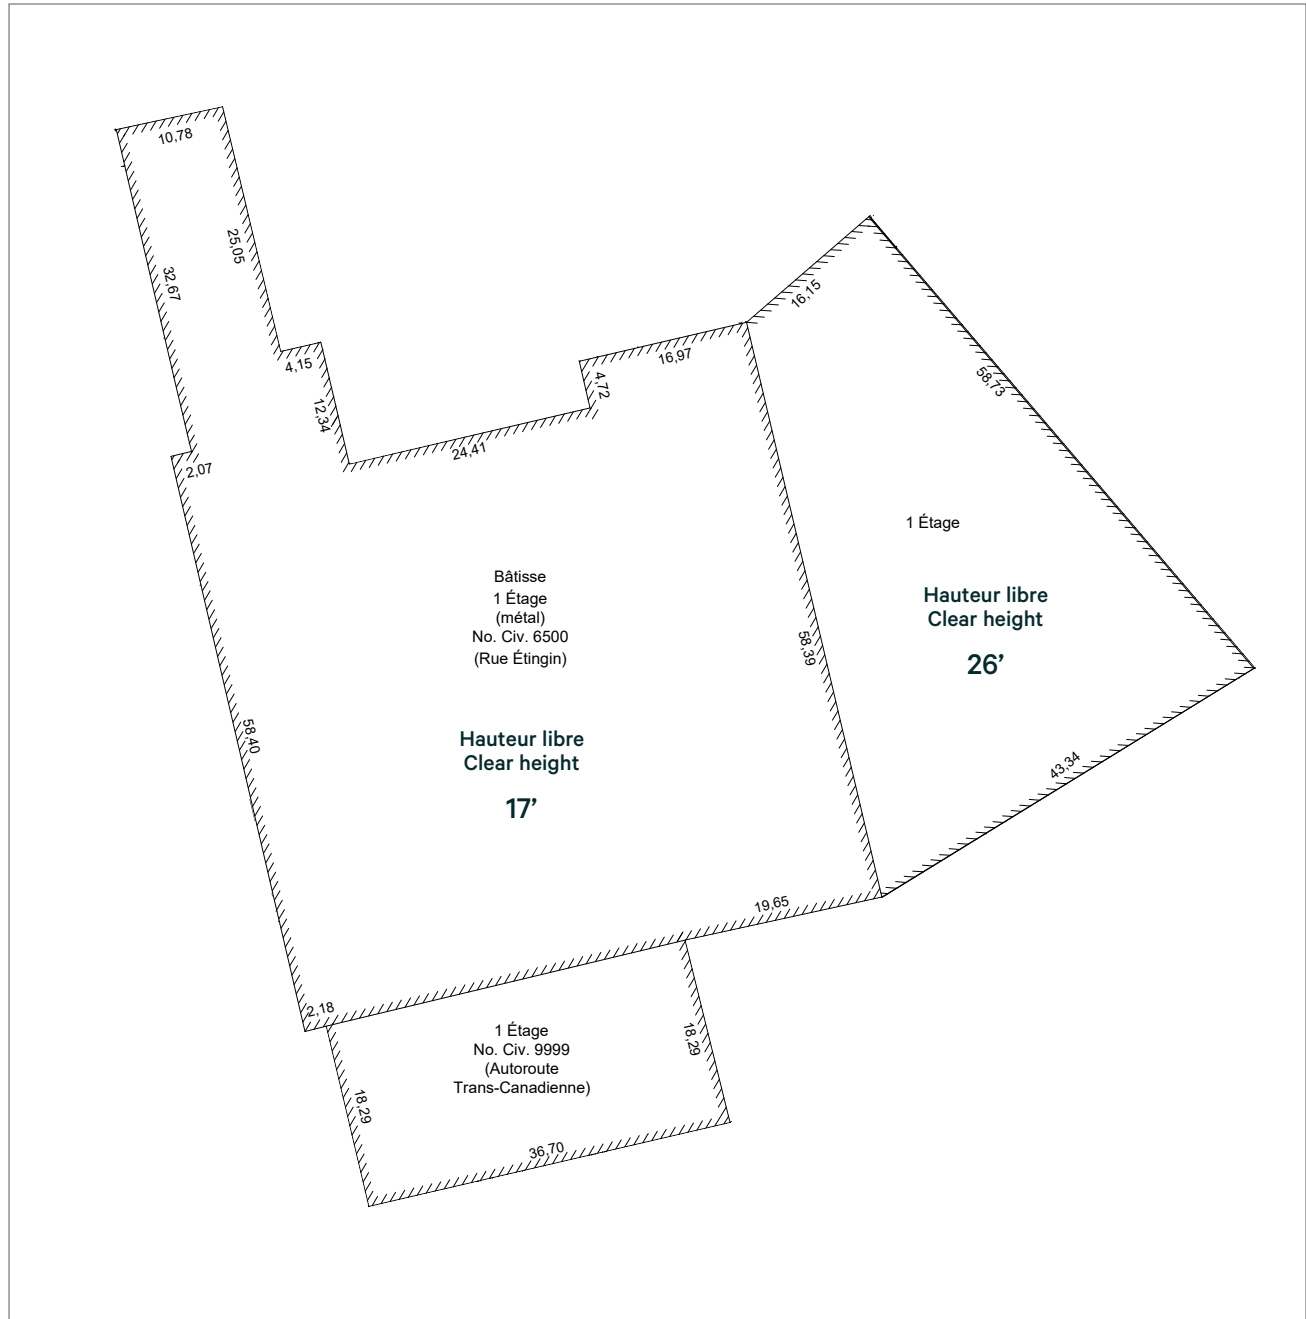 10,78
25,05
32,67
4,15
12,34
2,07
24,41
4,72
16,97
16,15
58,73
1 Étage
Hauteur libre
Clear height
26’
58,39
43,34
Bâtisse
1 Étage
(métal)
No. Civ. 6500
(Rue Étingin)
Hauteur libre
Clear height
17’
58,40
19,65
2,18
1 Étage
No. Civ. 9999
(Autoroute
Trans-Canadienne)
18,29
18,29
36,70